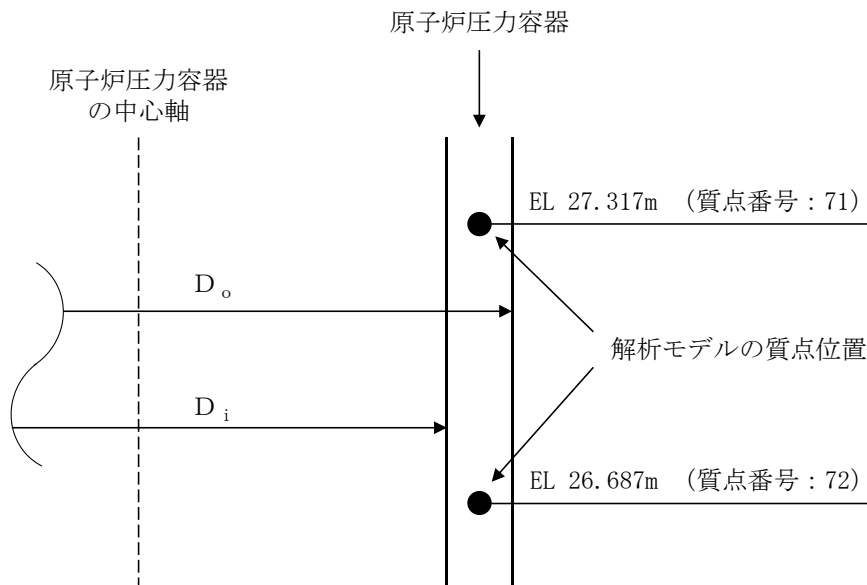 原子炉圧力容器
原子炉圧力容器
の中心軸
EL 27.317m （質点番号：71）
Do
解析モデルの質点位置
Di
EL 26.687m （質点番号：72）